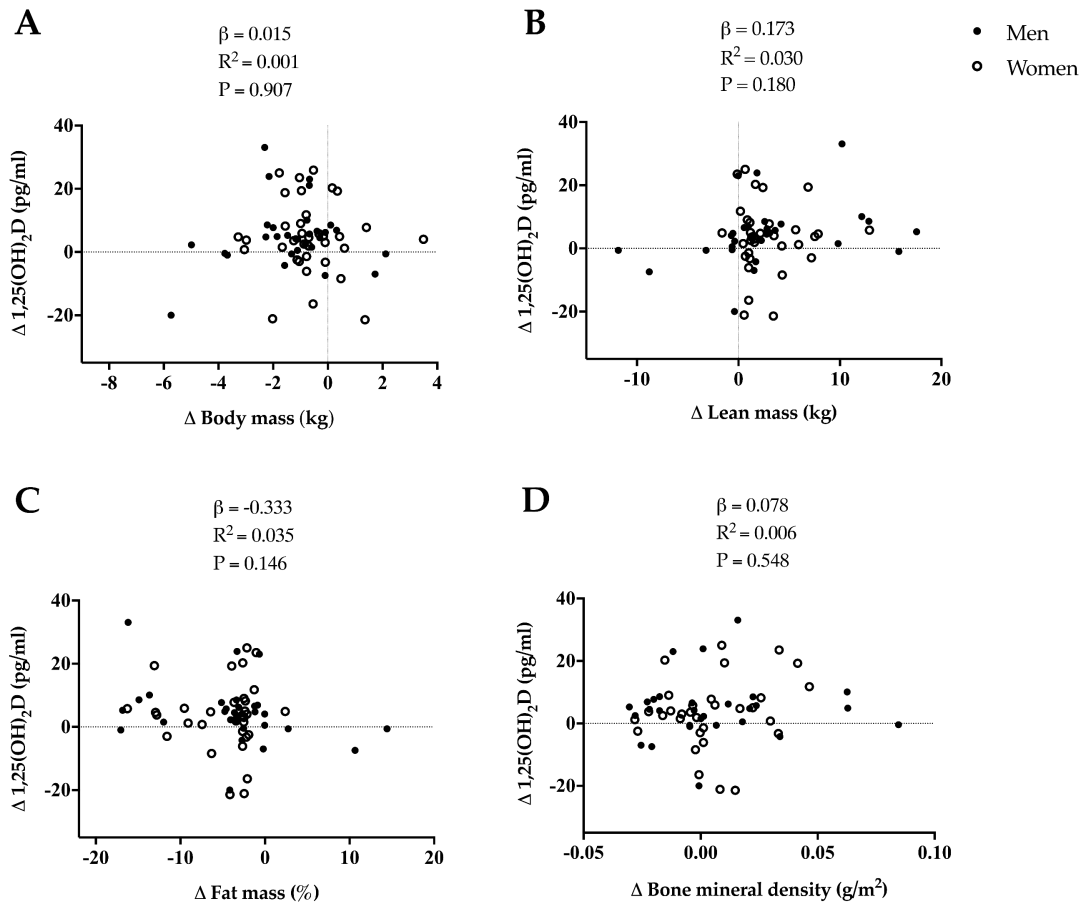 A
β = 0.015
R² = 0.001
P = 0.907
Δ 1,25(OH)₂D (pg/ml)
40
20
0
-20
-8 -6 -4 -2 0 2 4
Δ Body mass (kg)
B
β = 0.173
R² = 0.030
P = 0.180
Men
Women
Δ 1,25(OH)₂D (pg/ml)
40
20
0
-20
-10 0 10 20
Δ Lean mass (kg)
C
β = -0.333
R² = 0.035
P = 0.146
Δ 1,25(OH)₂D (pg/ml)
40
20
0
-20
-20 -10 0 10 20
Δ Fat mass (%)
D
β = 0.078
R² = 0.006
P = 0.548
Δ 1,25(OH)₂D (pg/ml)
40
20
0
-20
-0.05 0.00 0.05 0.10
Δ Bone mineral density (g/m²)